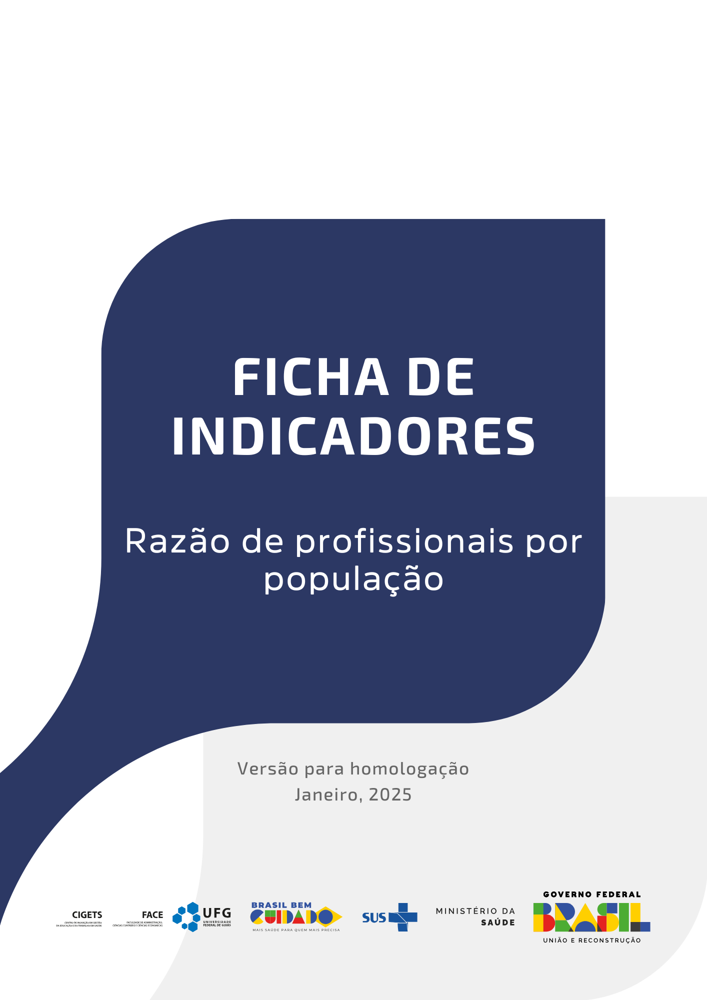 FICHA DE
INDICADORES
Razão de profissionais por
população
Versão para homologação
Janeiro, 2025
CIGETS
CENTRO DE INOVAÇÃO EM GESTÃO
DA EDUCAÇÃO E DO TRABALHO EM SAÚDE
FACE
FACULDADE DE ADMINISTRAÇÃO,
CIÊNCIAS CONTÁBEIS E CIÊNCIAS ECONÔMICAS
UFG
UNIVERSIDADE
FEDERAL DE GOIÁS
BRASIL BEM
CUIDADO
MAIS SAÚDE PARA QUEM MAIS PRECISA
SUS
MINISTÉRIO DA
SAÚDE
GOVERNO FEDERAL
BRASIL
UNIÃO E RECONSTRUÇÃO